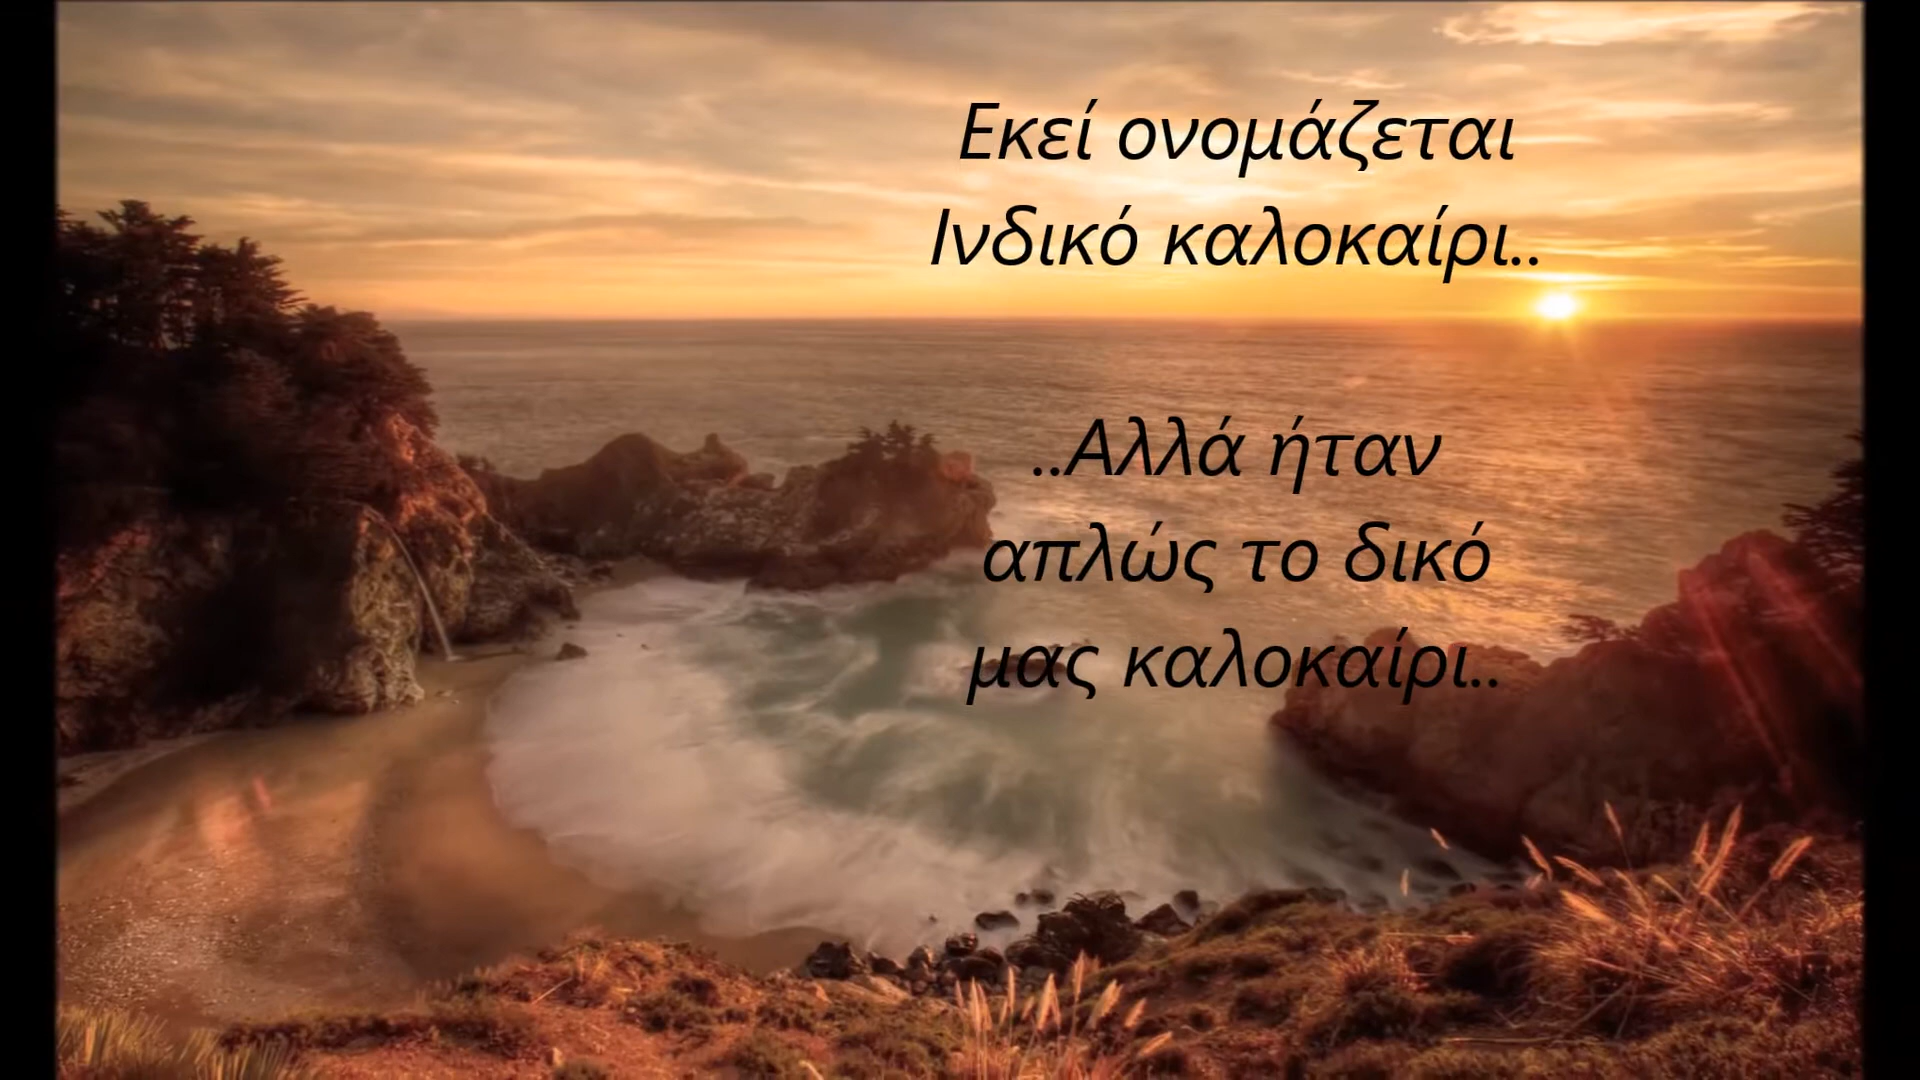 Εκεί ονομάζεται
Ινδικό καλοκαίρι..
..Αλλά ήταν
απλώς το δικό
μας καλοκαίρι..